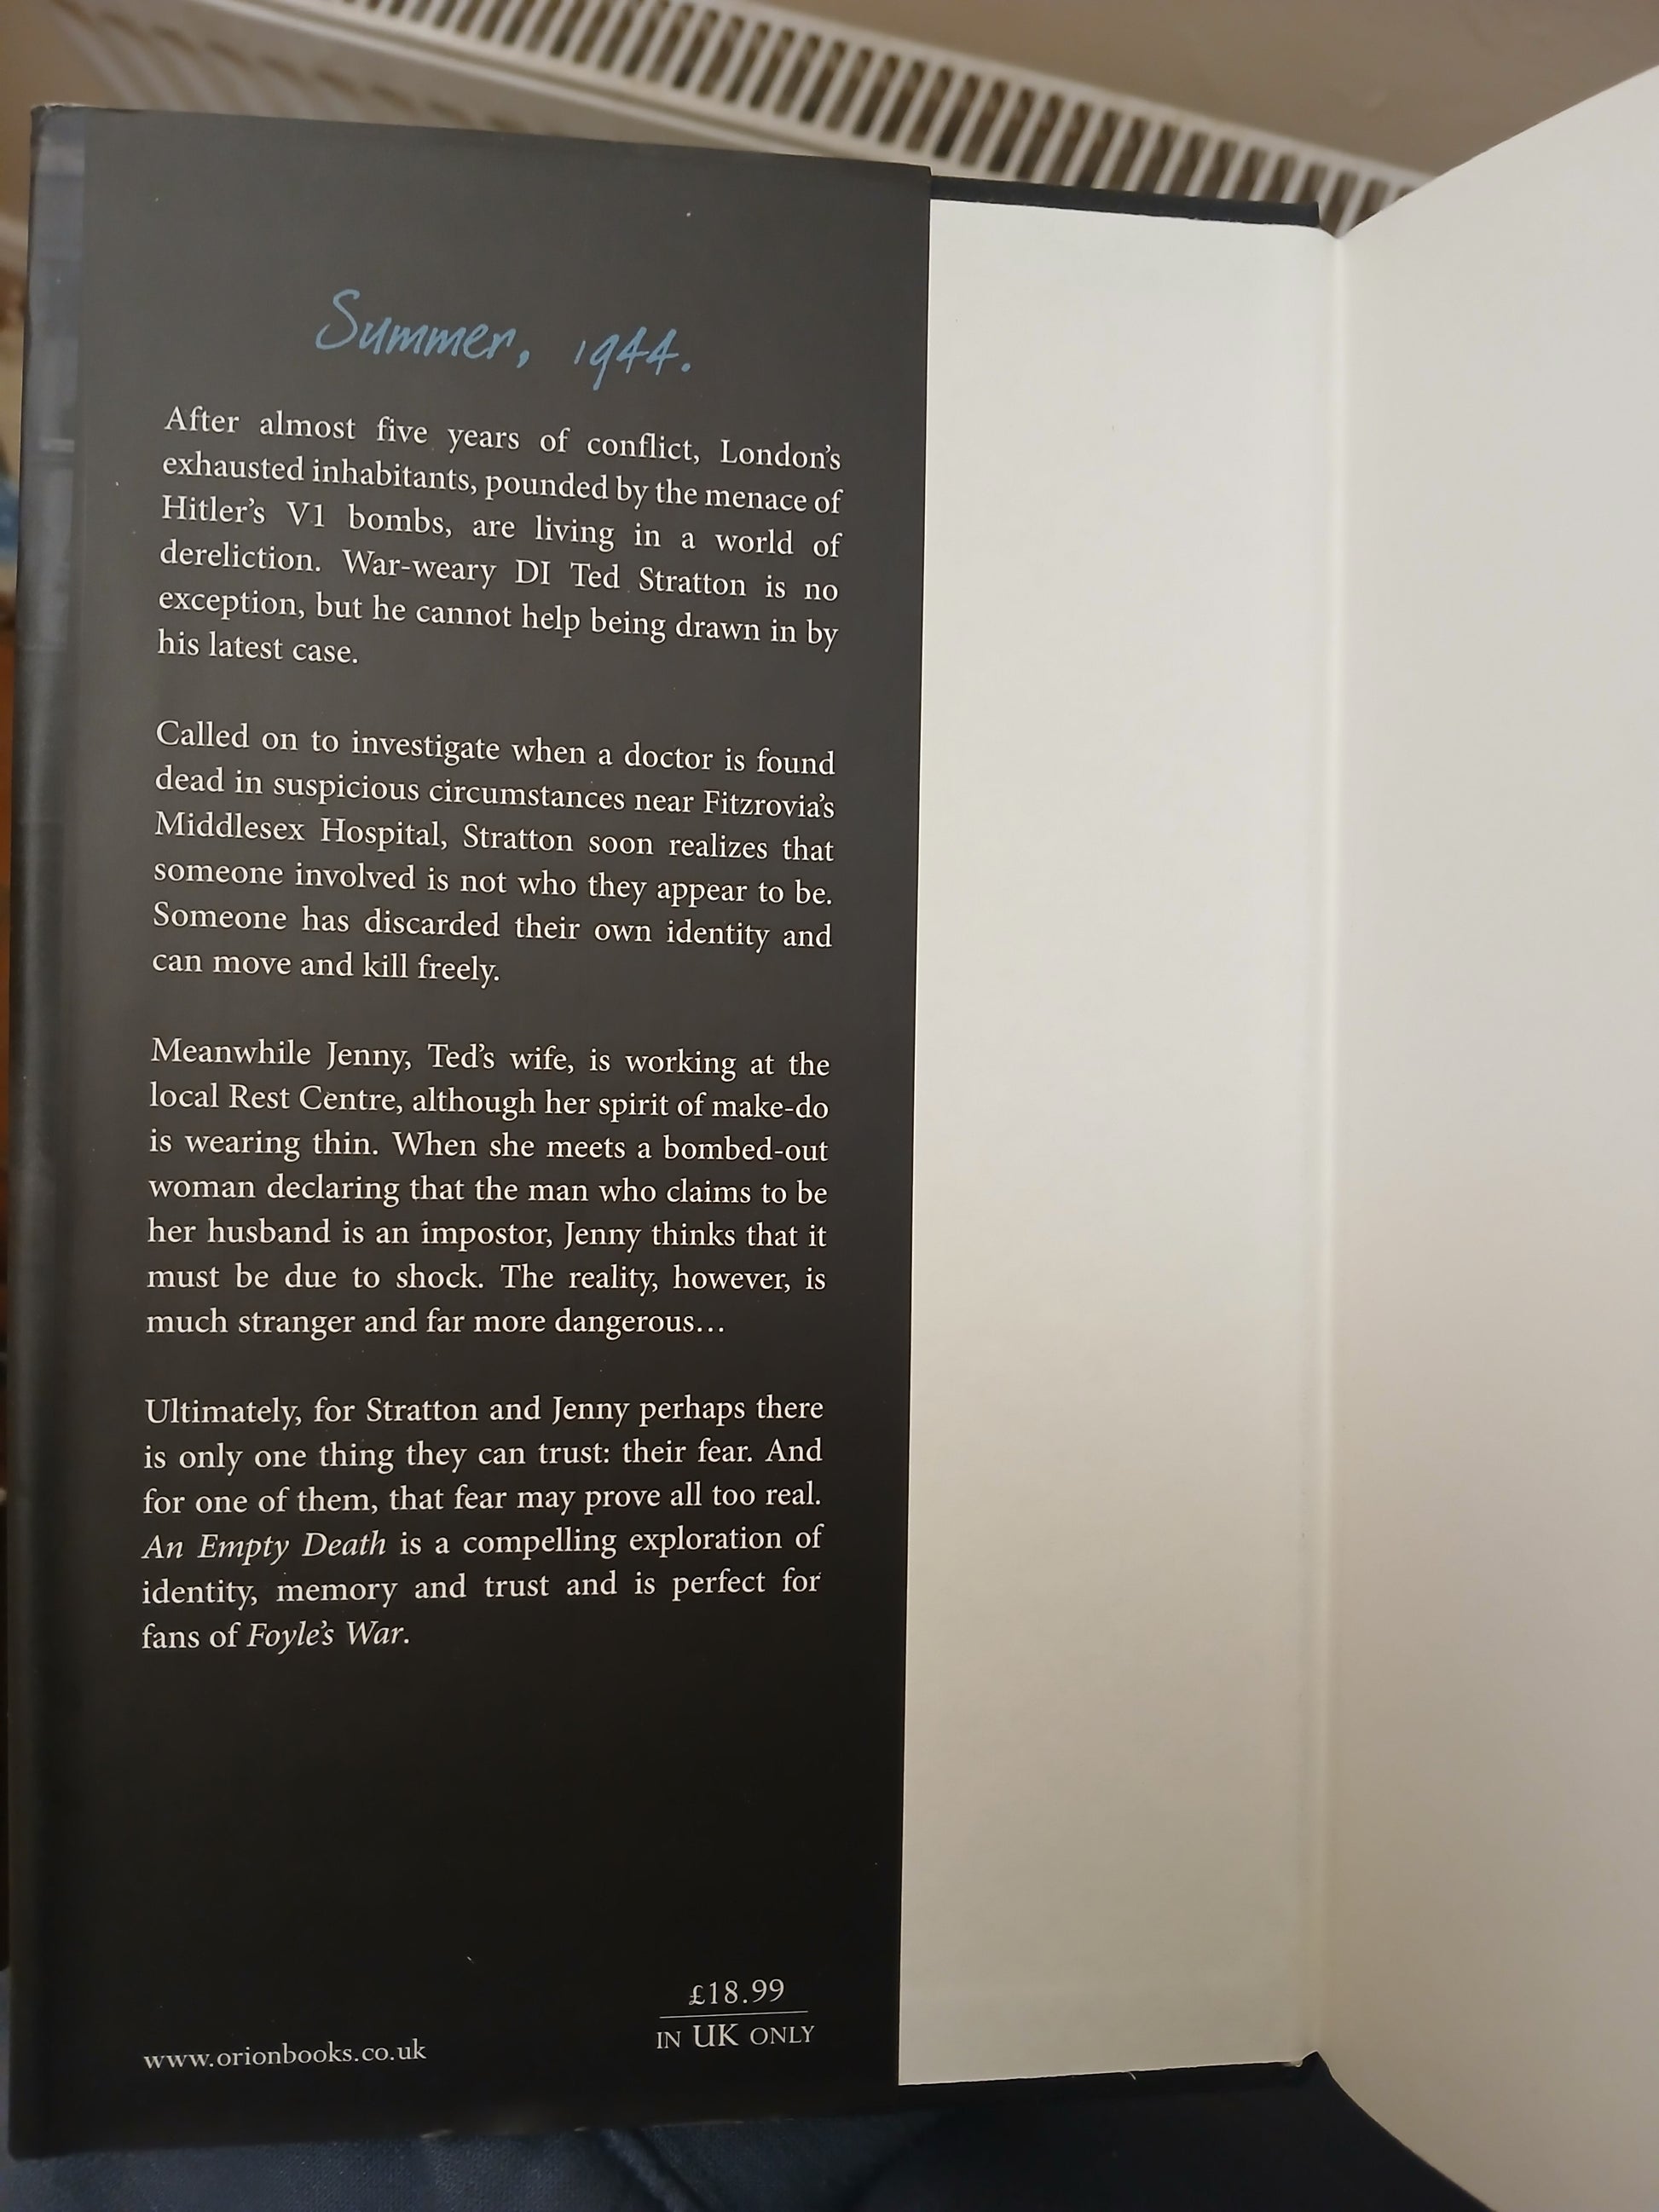 Summer, 1944.
After almost five years of conflict, London’s
exhausted inhabitants, pounded by the menace of
Hitler’s V1 bombs, are living in a world of
dereliction. War-weary DI Ted Stratton is no
exception, but he cannot help being drawn in by
his latest case.
Called on to investigate when a doctor is found
dead in suspicious circumstances near Fitzrovia’s
Middlesex Hospital, Stratton soon realizes that
someone involved is not who they appear to be.
Someone has discarded their own identity and
can move and kill freely.
Meanwhile Jenny, Ted’s wife, is working at the
local Rest Centre, although her spirit of make-do
is wearing thin. When she meets a bombed-out
woman declaring that the man who claims to be
her husband is an impostor, Jenny thinks that it
must be due to shock. The reality, however, is
much stranger and far more dangerous…
Ultimately, for Stratton and Jenny perhaps there
is only one thing they can trust: their fear. And
for one of them, that fear may prove all too real.
An Empty Death is a compelling exploration of
identity, memory and trust and is perfect for
fans of Foyle’s War.
£18.99
IN UK ONLY
www.orionbooks.co.uk